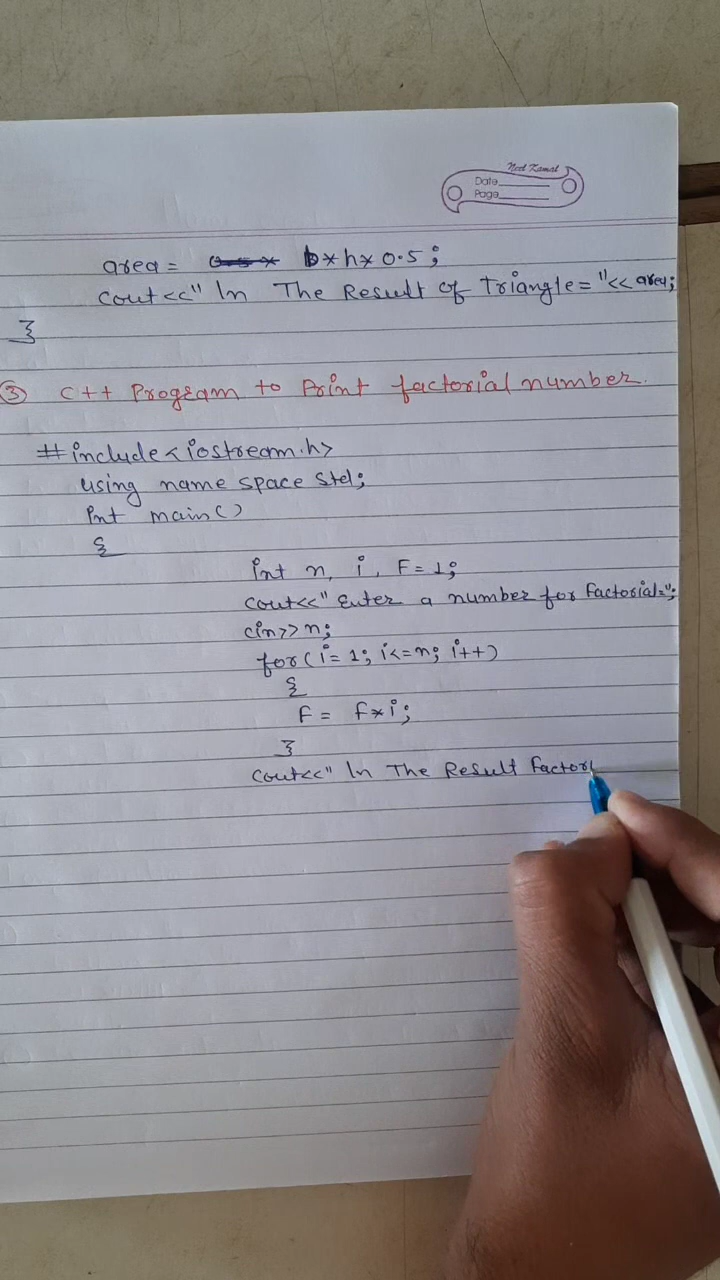 Neel Kamal
Date
Page
area = b*h*0.5;
cout<<" In The Result of Triangle="<<area;
}
③ C++ Program to Print factorial number.
#include<iostream.h>
using name space std;
int main()
{
int n, i, F=1;
cout<<" Enter a number for factorial=";
cin>>n;
for(i=1; i<=n; i++)
{
F = f*i;
}
cout<<" In The Result factori